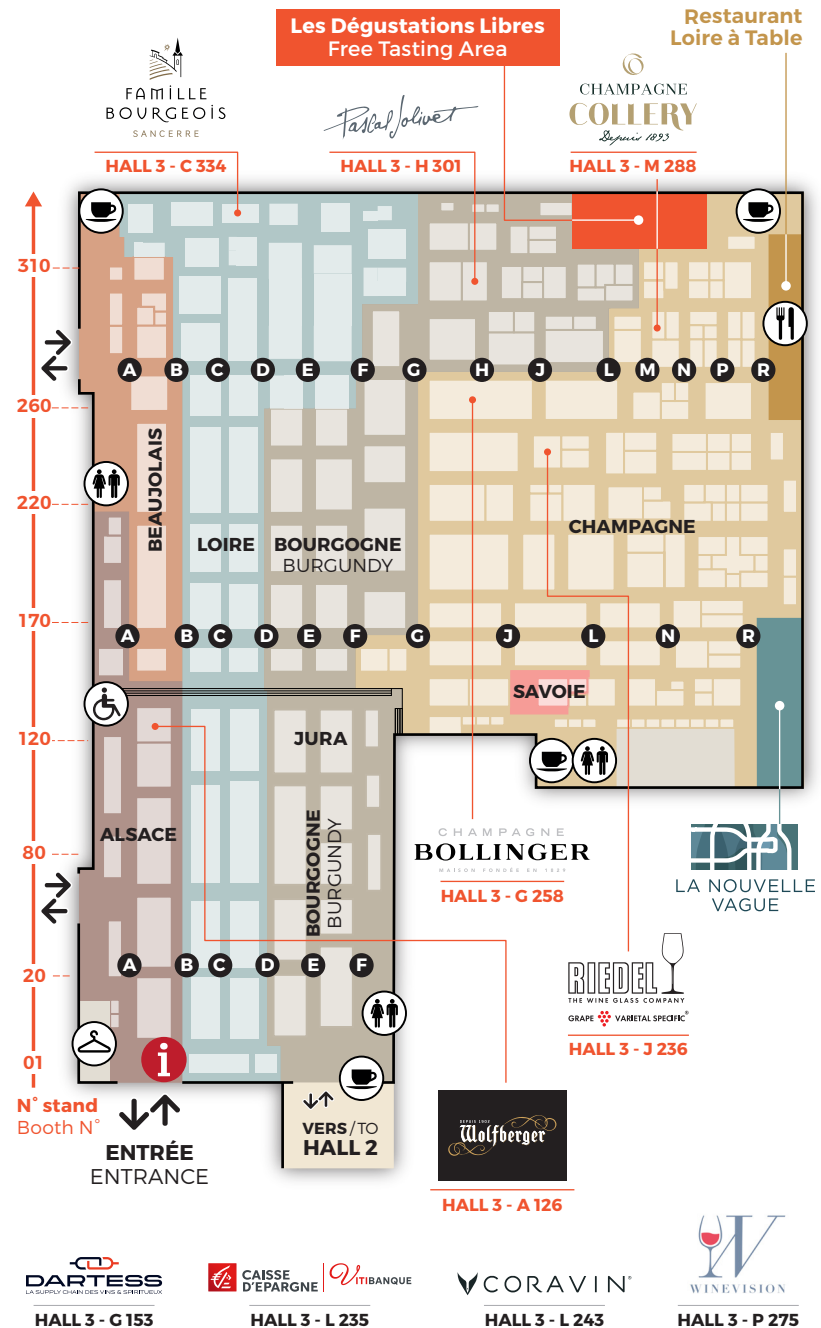 Les Dégustations Libres
Free Tasting Area
Restaurant
Loire à Table
FAMILLE
BOURGEOIS
SANCERRE
HALL 3 - C 334
Pascal Jolivet
HALL 3 - H 301
CHAMPAGNE
COLLERY
Depuis 1893
HALL 3 - M 288
310
A B C D E F G H J L M N P R
260
BEAUJOLAIS
220
LOIRE
BOURGOGNE
BURGUNDY
CHAMPAGNE
170
A B C D E F G J L N R
SAVOIE
120
JURA
ALSACE
BOURGOGNE
BURGUNDY
80
CHAMPAGNE
BOLLINGER
MAISON FONDÉE EN 1829
HALL 3 - G 258
LA NOUVELLE
VAGUE
A B C D E F
20
RIEDEL
THE WINE GLASS COMPANY
GRAPE VARIETAL SPECIFIC®
HALL 3 - J 236
01
i
N° stand
Booth N°
ENTRÉE
ENTRANCE
VERS/TO
HALL 2
DEPUIS 1902
Wolfberger
HALL 3 - A 126
DARTESS
LA SUPPLY CHAIN DES VINS & SPIRITUEUX
HALL 3 - G 153
CAISSE
D'EPARGNE
VITIBANQUE
HALL 3 - L 235
CORAVIN
HALL 3 - L 243
W
WINEVISION
HALL 3 - P 275